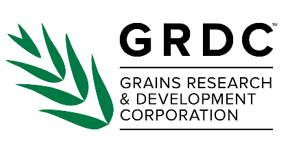 GRDC™
GRAINS RESEARCH
& DEVELOPMENT
CORPORATION